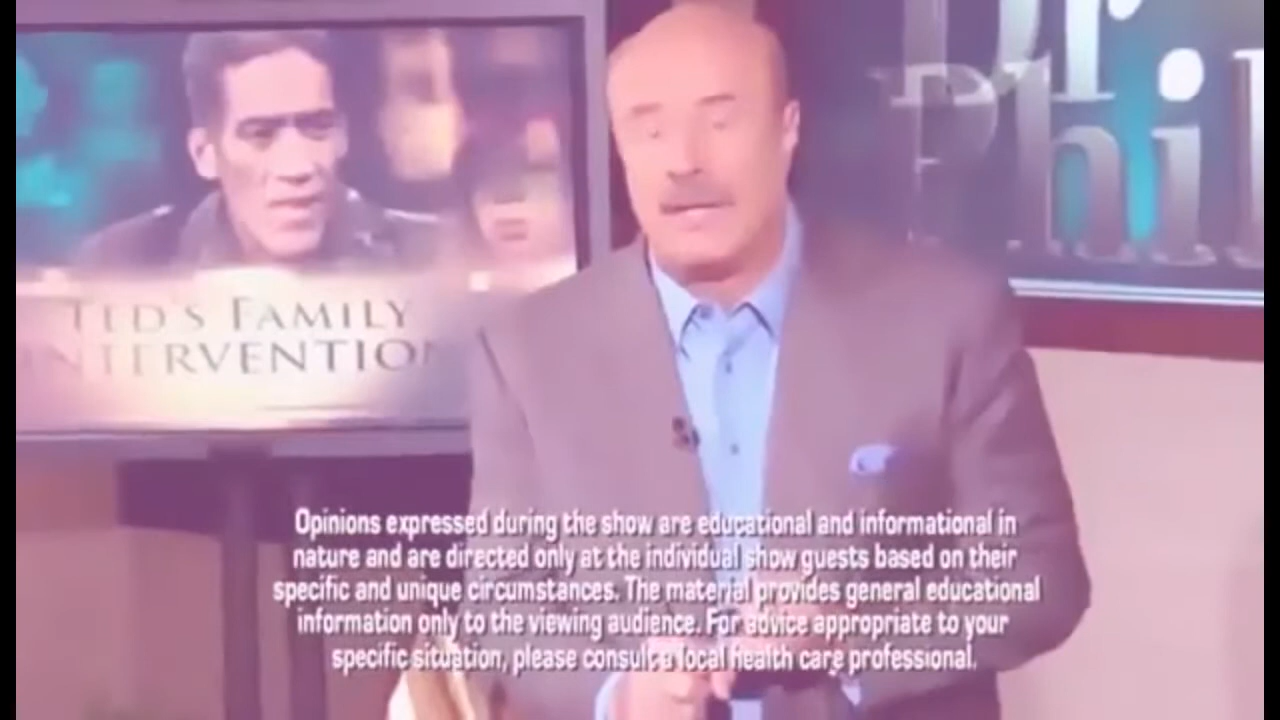 Dr
Phil
TED'S FAMILY
INTERVENTION
Opinions expressed during the show are educational and informational in
nature and are directed only at the individual show guests based on their
specific and unique circumstances. The material provides general educational
information only to the viewing audience. For advice appropriate to your
specific situation, please consult a local health care professional.